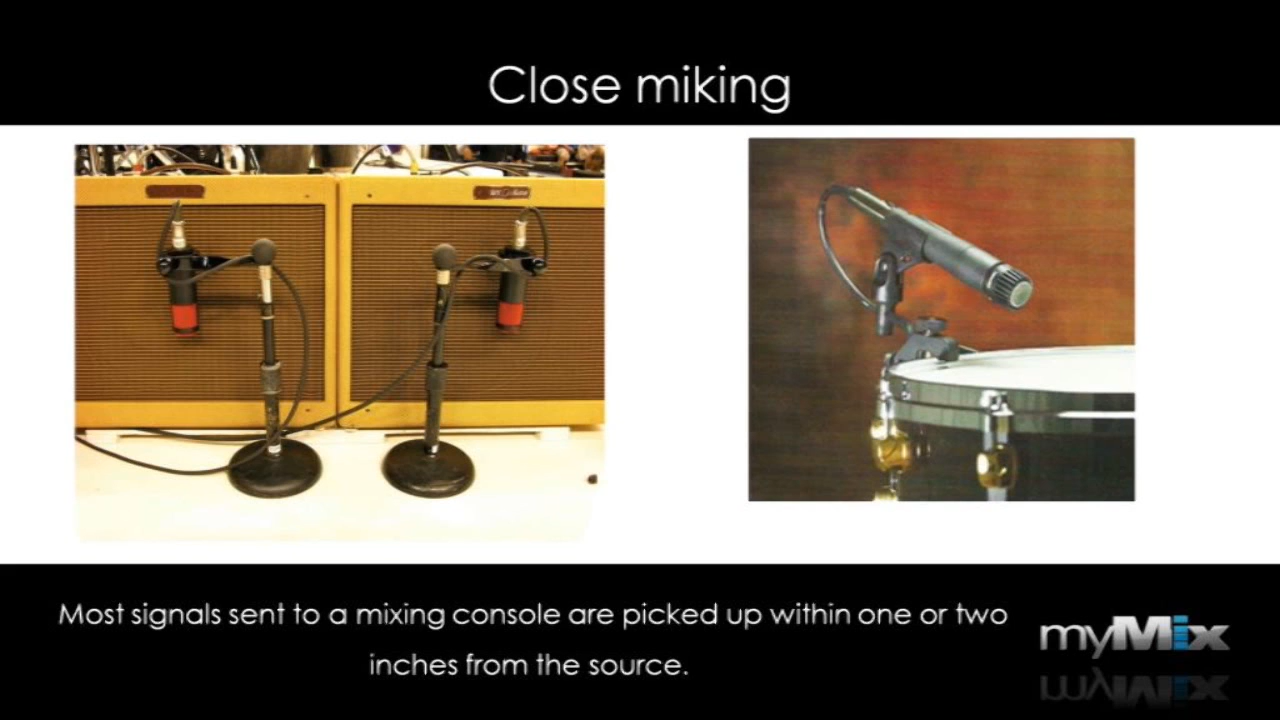 Close miking
Most signals sent to a mixing console are picked up within one or two
inches from the source.
myMix